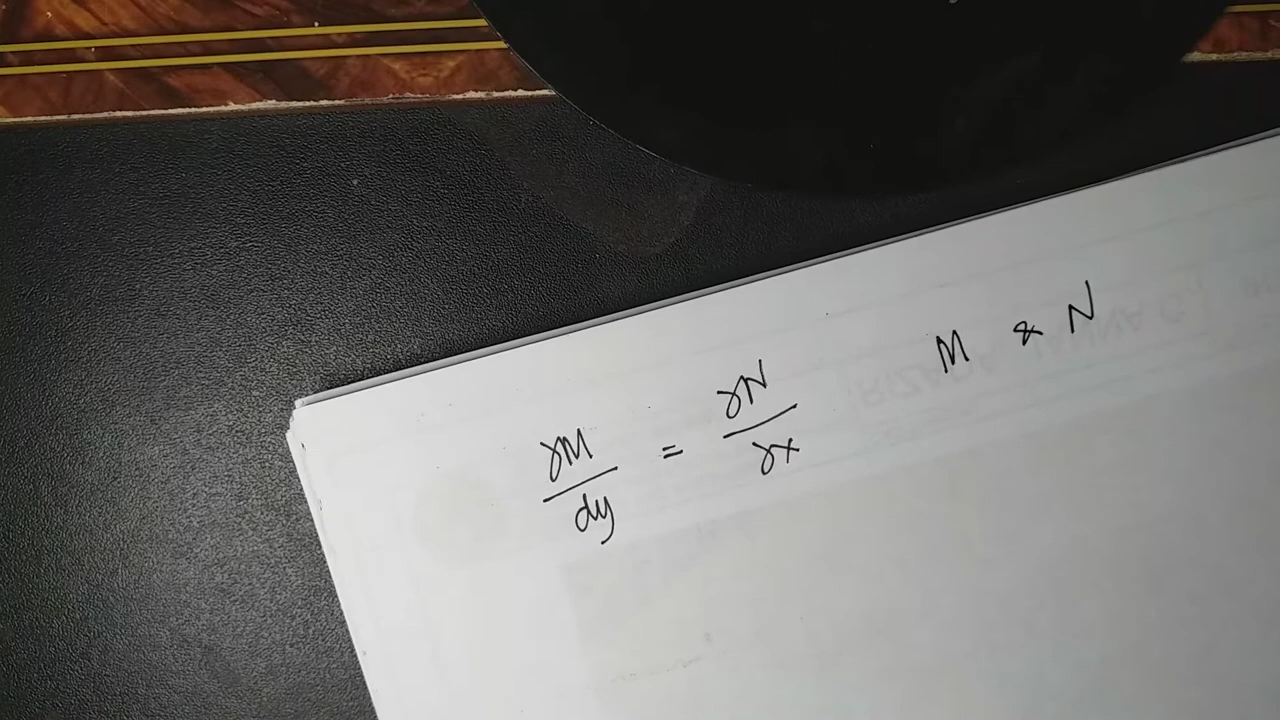 ∂M/dy = ∂N/∂x M & N